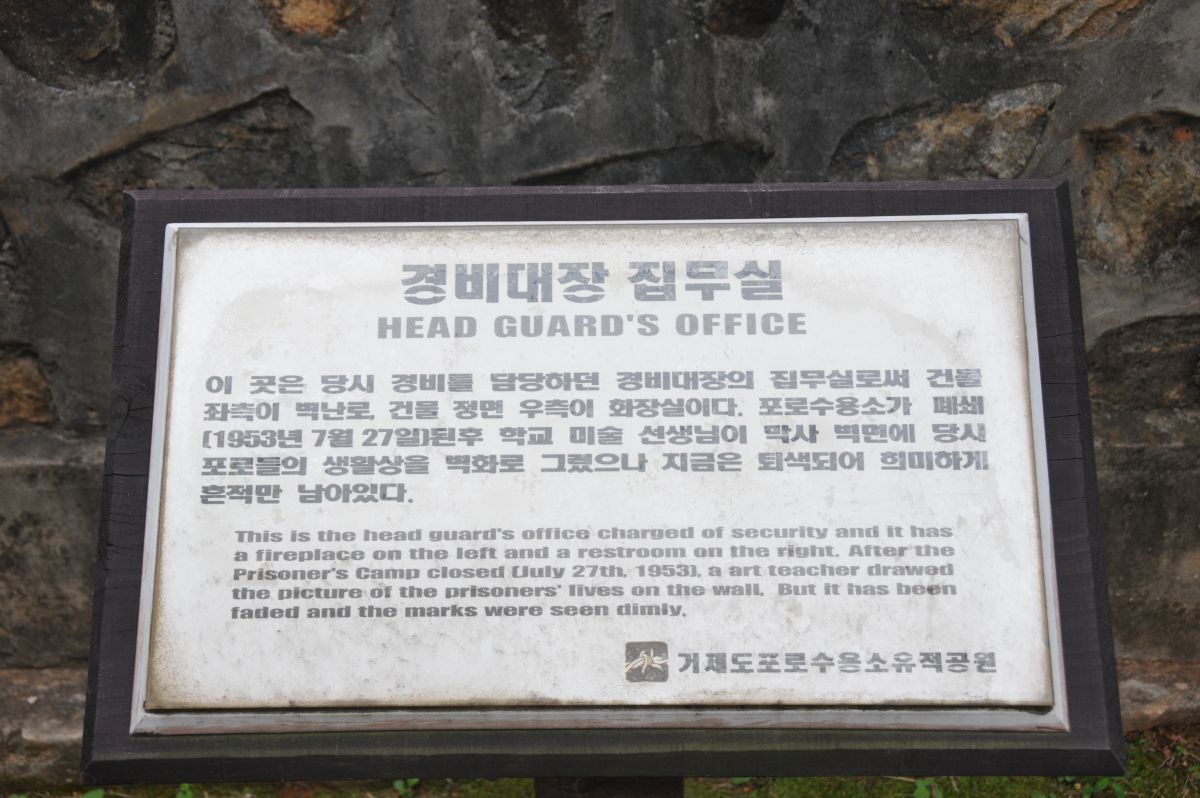 경비대장 집무실
HEAD GUARD'S OFFICE
이 곳은 당시 경비를 담당하던 경비대장의 집무실로써 건물
좌측이 벽난로, 건물 정면 우측이 화장실이다. 포로수용소가 폐쇄
(1953년 7월 27일)된후 학교 미술 선생님이 막사 벽면에 당시
포로들의 생활상을 벽화로 그렸으나 지금은 퇴색되어 희미하게
흔적만 남아있다.
This is the head guard's office charged of security and it has
a fireplace on the left and a restroom on the right. After the
Prisoner's Camp closed (July 27th, 1953), a art teacher drawed
the picture of the prisoners' lives on the wall. But it has been
faded and the marks were seen dimly.
거제도포로수용소유적공원